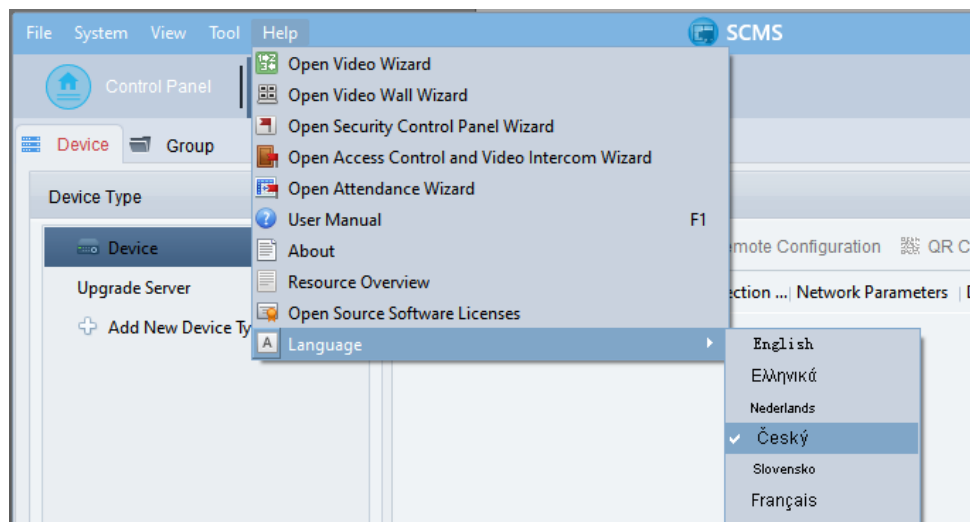 File System View Tool Help SCMS
Control Panel
Device Group
Device Type
Device
Upgrade Server
Add New Device Ty
Open Video Wizard
Open Video Wall Wizard
Open Security Control Panel Wizard
Open Access Control and Video Intercom Wizard
Open Attendance Wizard
User Manual F1
About
Resource Overview
Open Source Software Licenses
Language
emote Configuration QR C
ection ...| Network Parameters |
English
Ελληνικά
Nederlands
Český
Slovensko
Français